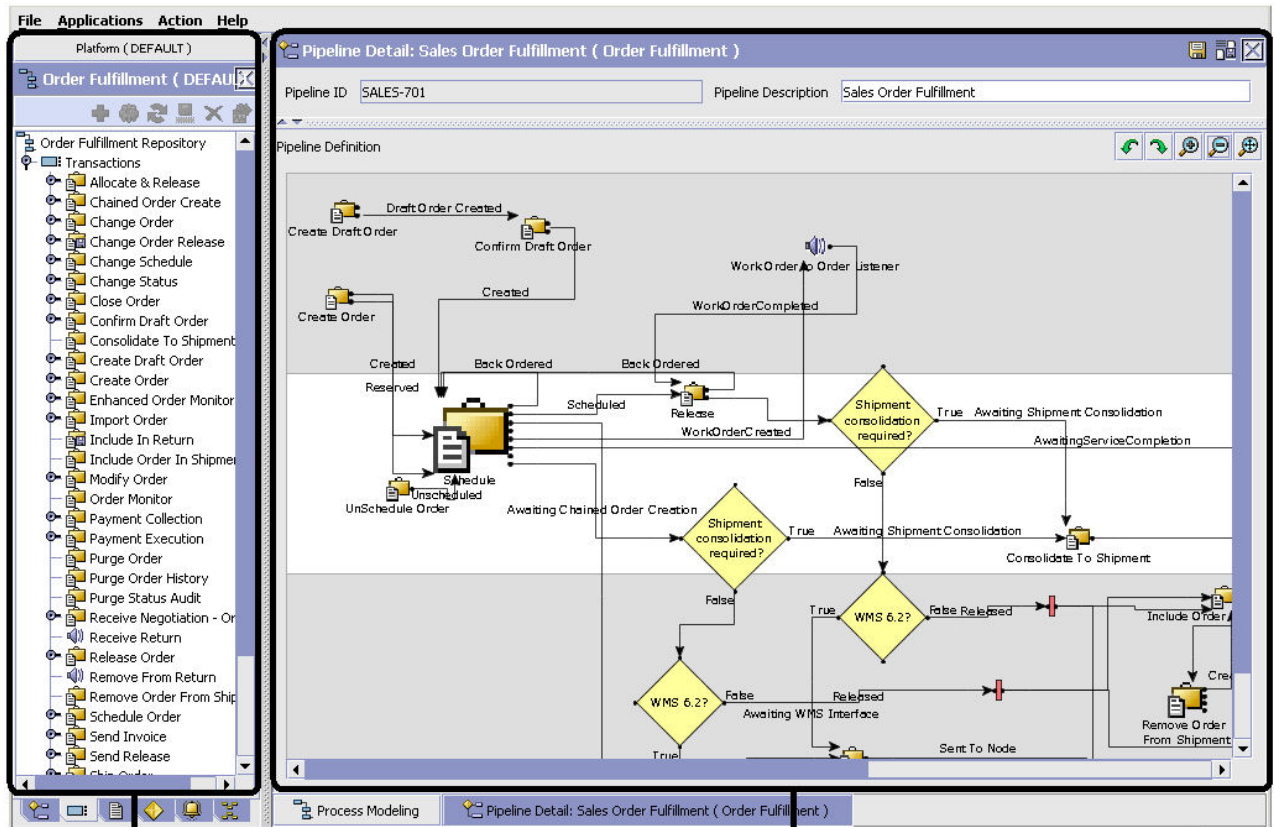 File Applications Action Help
Platform ( DEFAULT )
Order Fulfillment ( DEFAU
Order Fulfillment Repository
Transactions
Allocate & Release
Chained Order Create
Change Order
Change Order Release
Change Schedule
Change Status
Close Order
Confirm Draft Order
Consolidate To Shipment
Create Draft Order
Create Order
Enhanced Order Monitor
Import Order
Include In Return
Include Order In Shipmen
Modify Order
Order Monitor
Payment Collection
Payment Execution
Purge Order
Purge Order History
Purge Status Audit
Receive Negotiation - Or
Receive Return
Release Order
Remove From Return
Remove Order From Ship
Schedule Order
Send Invoice
Send Release
Ship Order
Pipeline Detail: Sales Order Fulfillment ( Order Fulfillment )
Pipeline ID SALES-701 Pipeline Description Sales Order Fulfillment
Pipeline Definition
Draft Order Created
Create Draft Order
Confirm Draft Order
Work Order to Order Listener
Created
Create Order
WorkOrderCompleted
Created Back Ordered Back Ordered
Reserved
Scheduled
Release
Shipment
consolidation
required?
True Awaiting Shipment Consolidation
WorkOrderCreated
AwaitingServiceCompletion
Schedule
Unscheduled
UnSchedule Order
False
Awaiting Chained Order Creation
Shipment
consolidation
required?
True Awaiting Shipment Consolidation
Consolidate To Shipment
False
True
WMS 6.2?
False Released
Include Order
WMS 6.2?
False
Released
Awaiting WMS Interface
Cre
Remove Order
From Shipment
True
Sent To Node
Process Modeling
Pipeline Detail: Sales Order Fulfillment ( Order Fulfillment )